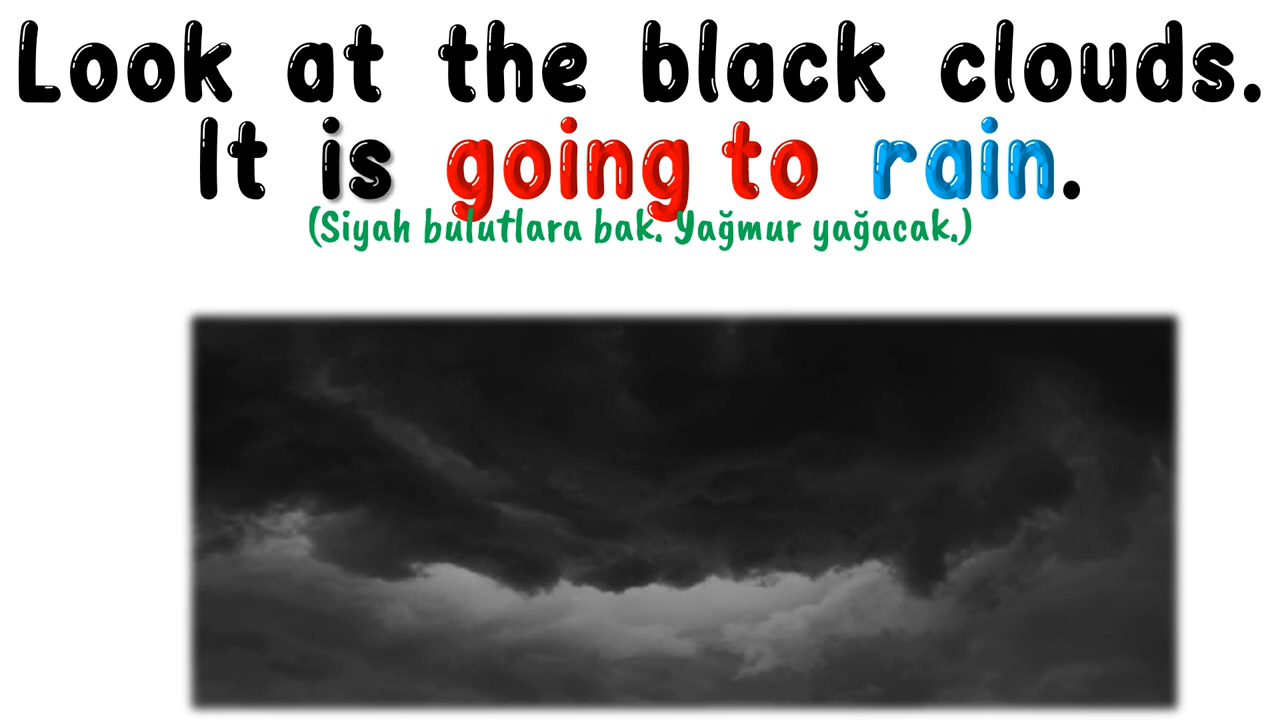 Look at the black clouds.
It is going to rain.
(Siyah bulutlara bak. Yağmur yağacak.)